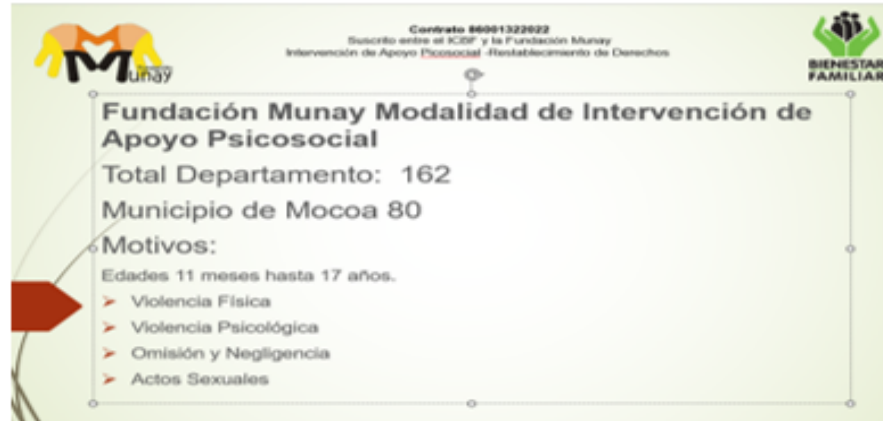 Contrato 86001322022
Suscrito entre el ICBF y la Fundación Munay
Intervención de Apoyo Picosocial -Restablecimiento de Derechos
Munay
BIENESTAR
FAMILIAR
Fundación Munay Modalidad de Intervención de
Apoyo Psicosocial
Total Departamento: 162
Municipio de Mocoa 80
Motivos:
Edades 11 meses hasta 17 años.
➢ Violencia Física
➢ Violencia Psicológica
➢ Omisión y Negligencia
➢ Actos Sexuales